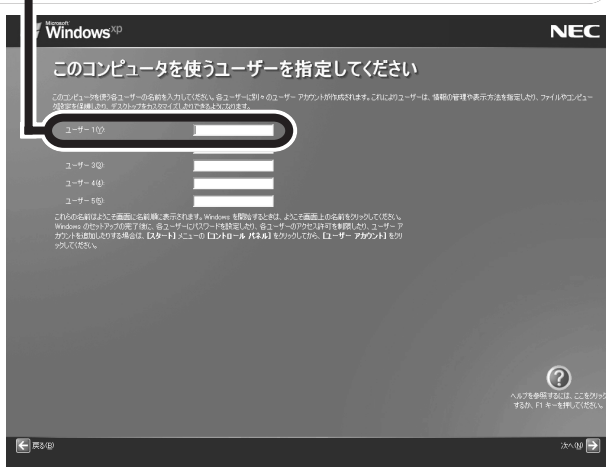 Microsoft
Windows xp
NEC
このコンピュータを使うユーザーを指定してください
このコンピュータを使う各ユーザーの名前を入力してください。各ユーザーに別々のユーザー アカウントが作成されます。これによりユーザーは、情報の管理や表示方法を指定したり、ファイルやコンピュー
タ設定を保護したり、デスクトップをカスタマイズしたりできるようになります。
ユーザー 1(Y):
ユーザー 3(3)
ユーザー 4(4)
ユーザー 5(5)
これらの名前はようこそ画面に名前順に表示されます。Windows を開始するときは、ようこそ画面上の名前をクリックしてください。
Windows のセットアップの完了後に、各ユーザーにパスワードを設定したり、各ユーザーのアクセス許可を制限したり、ユーザー ア
カウントを追加したりする場合は、[スタート] メニューの [コントロール パネル] をクリックしてから、[ユーザー アカウント] をクリ
ックしてください。
?
ヘルプを参照するには、ここをクリック
するか、F1 キーを押してください。
戻る(B)
次へ(N)